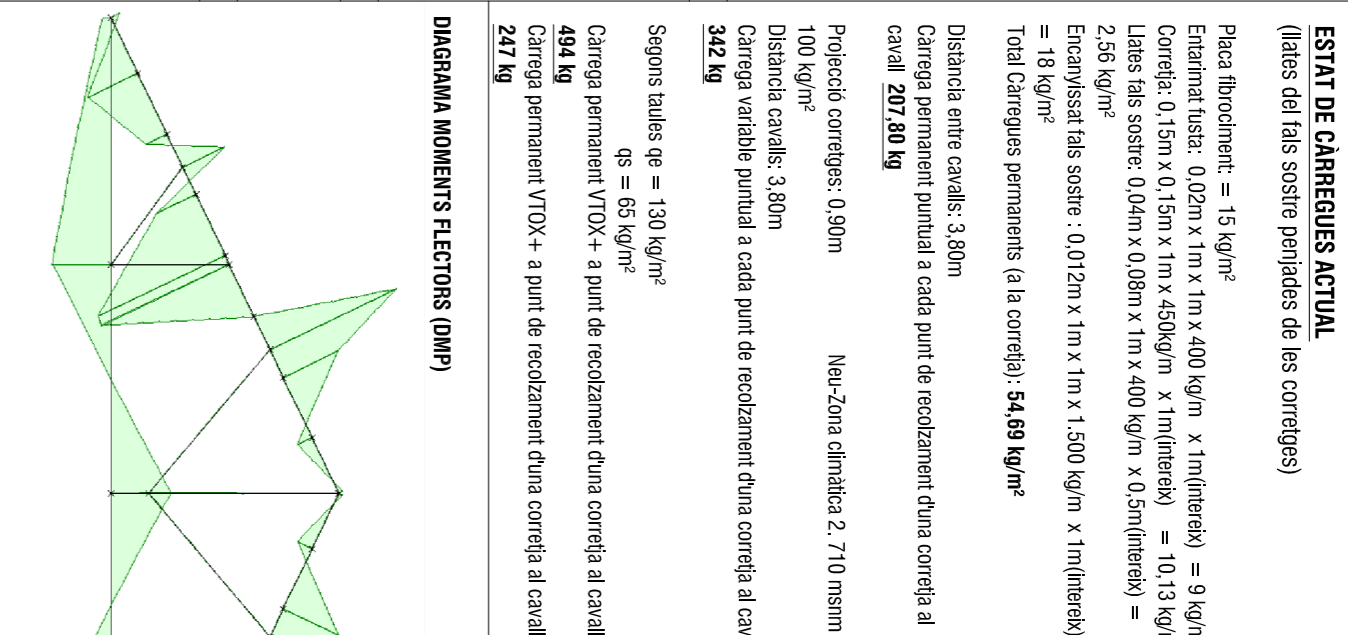 ESTAT DE CÀRREGUES ACTUAL
(llates del fals sostre penjades de les corretges)
Placa fibrociment: = 15 kg/m²
Entarimat fusta: 0,02m x 1m x 1m x 400 kg/m x 1m(intereix) = 9 kg/
Corretja: 0,15m x 0,15m x 1m x 450kg/m x 1m(intereix) = 10,13 kg/
Llates fals sostre: 0,04m x 0,08m x 1m x 400 kg/m x 0,5m(intereix) =
2,56 kg/m²
Encanyissat fals sostre : 0,012m x 1m x 1m x 1.500 kg/m x 1m(intereix)
= 18 kg/m²
Total Càrregues permanents (a la corretja): 54,69 kg/m²
Distància entre cavalls: 3,80m
Càrrega permanent puntual a cada punt de recolzament d'una corretja al
cavall 207,80 kg
Projecció corretges: 0,90m Neu-Zona climàtica 2. 710 msnm
100 kg/m²
Distància cavalls: 3,80m
Càrrega variable puntual a cada punt de recolzament d'una corretja al cav
342 kg
Segons taules qe = 130 kg/m²
qs = 65 kg/m²
Càrrega permanent VTOX+ a punt de recolzament d'una corretja al cavall
494 kg
Càrrega permanent VTOX+ a punt de recolzament d'una corretja al cavall
247 kg
DIAGRAMA MOMENTS FLECTORS (DMP)